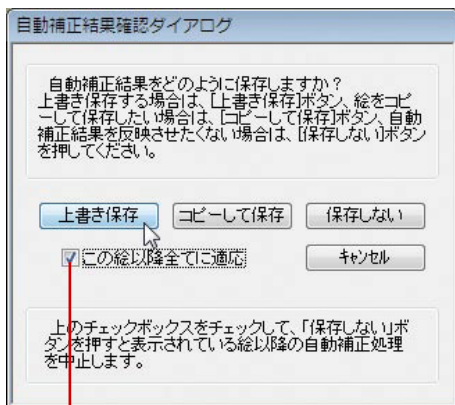 自動補正結果確認ダイアログ
自動補正結果をどのように保存しますか？
上書き保存する場合は、[上書き保存]ボタン、絵をコピ
ーして保存したい場合は、[コピーして保存]ボタン、自動
補正結果を反映させたくない場合は、[保存しない]ボタン
を押してください。
上書き保存 コピーして保存 保存しない
この絵以降全てに適応 キャンセル
上のチェックボックスをチェックして、「保存しない」ボ
タンを押すと表示されている絵以降の自動補正処理
を中止します。